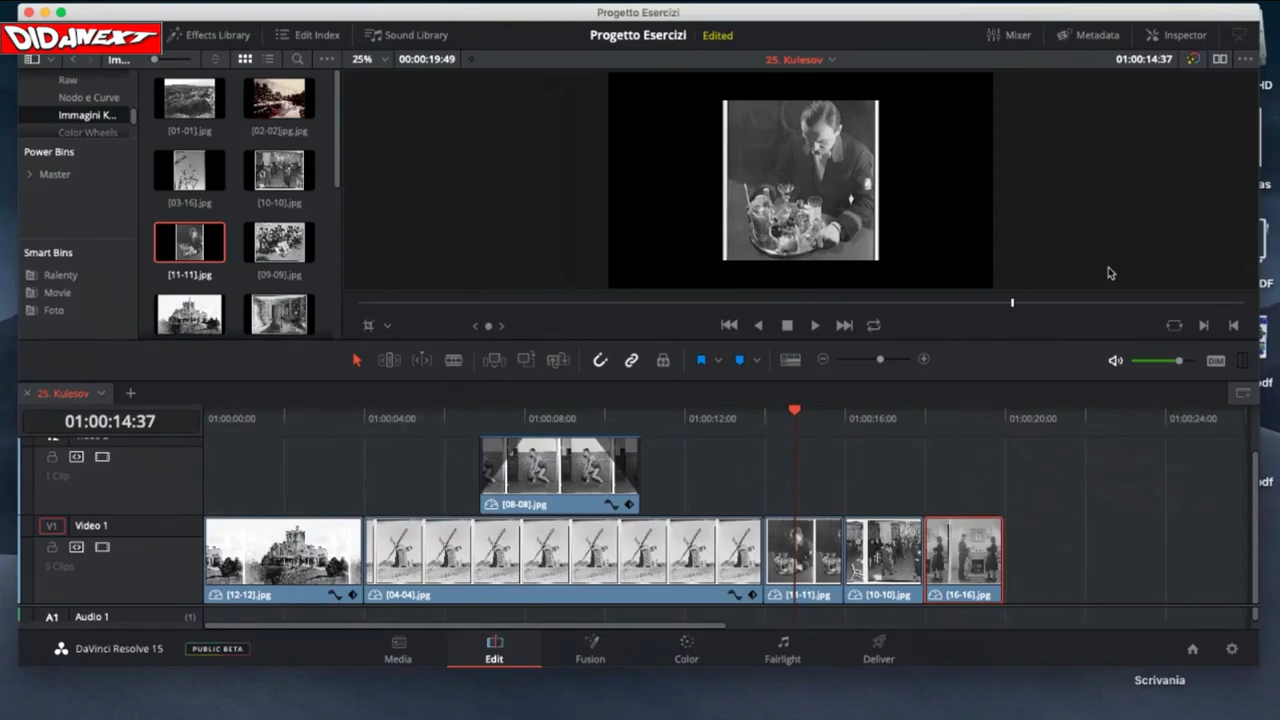 Progetto Esercizi
DIDANEXT
Effects Library
Edit Index
Sound Library
Progetto Esercizi
Edited
Mixer
Metadata
Inspector
Im...
25%
00:00:19:49
25. Kulesov
01:00:14:37
HD
Raw
Nodo e Curve
Immagini K...
Color Wheels
Power Bins
Master
Smart Bins
Ralenty
Movie
Foto
[01-01].jpg
[02-02]jpg.jpg
[03-16].jpg
[10-10].jpg
[11-11].jpg
[09-09].jpg
DIM
25. Kulesov
01:00:14:37
01:00:00:00
01:00:04:00
01:00:08:00
01:00:12:00
01:00:16:00
01:00:20:00
01:00:24:00
1 Clip
[08-08].jpg
V1
Video 1
5 Clips
[12-12].jpg
[04-04].jpg
[11-11].jpg
[10-10].jpg
[16-16].jpg
A1
Audio 1
(1)
DaVinci Resolve 15
PUBLIC BETA
Media
Edit
Fusion
Color
Fairlight
Deliver
Scrivania